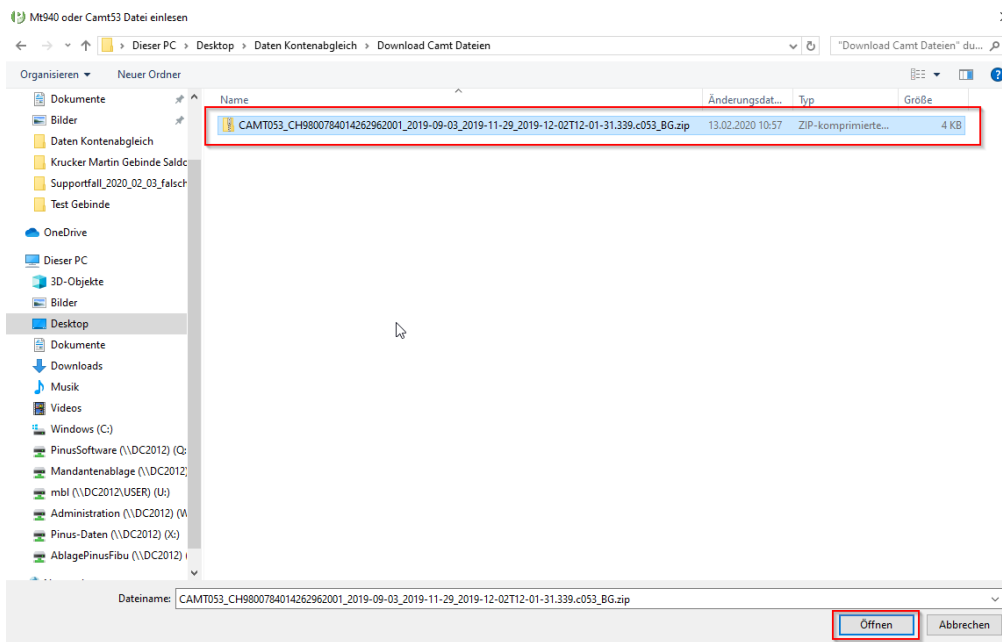 Mt940 oder Camt53 Datei einlesen
Dieser PC > Desktop > Daten Kontenabgleich > Download Camt Dateien
"Download Camt Dateien" du...
Organisieren
Neuer Ordner
?
Name
Änderungsdat...
Typ
Größe
CAMT053_CH9800784014262962001_2019-09-03_2019-11-29_2019-12-02T12-01-31.339.c053_BG.zip 13.02.2020 10:57 ZIP-komprimierte... 4 KB
Dokumente
Bilder
Daten Kontenabgleich
Krucker Martin Gebinde Saldo
Supportfall_2020_02_03_falsch
Test Gebinde
OneDrive
Dieser PC
3D-Objekte
Bilder
Desktop
Dokumente
Downloads
Musik
Videos
Windows (C:)
PinusSoftware (\\DC2012) (Q:
Mandantenablage (\\DC2012)
mbl (\\DC2012\USER) (U:)
Administration (\\DC2012) (W
Pinus-Daten (\\DC2012) (X:)
AblagePinusFibu (\\DC2012) (
Dateiname: CAMT053_CH9800784014262962001_2019-09-03_2019-11-29_2019-12-02T12-01-31.339.c053_BG.zip
Öffnen
Abbrechen